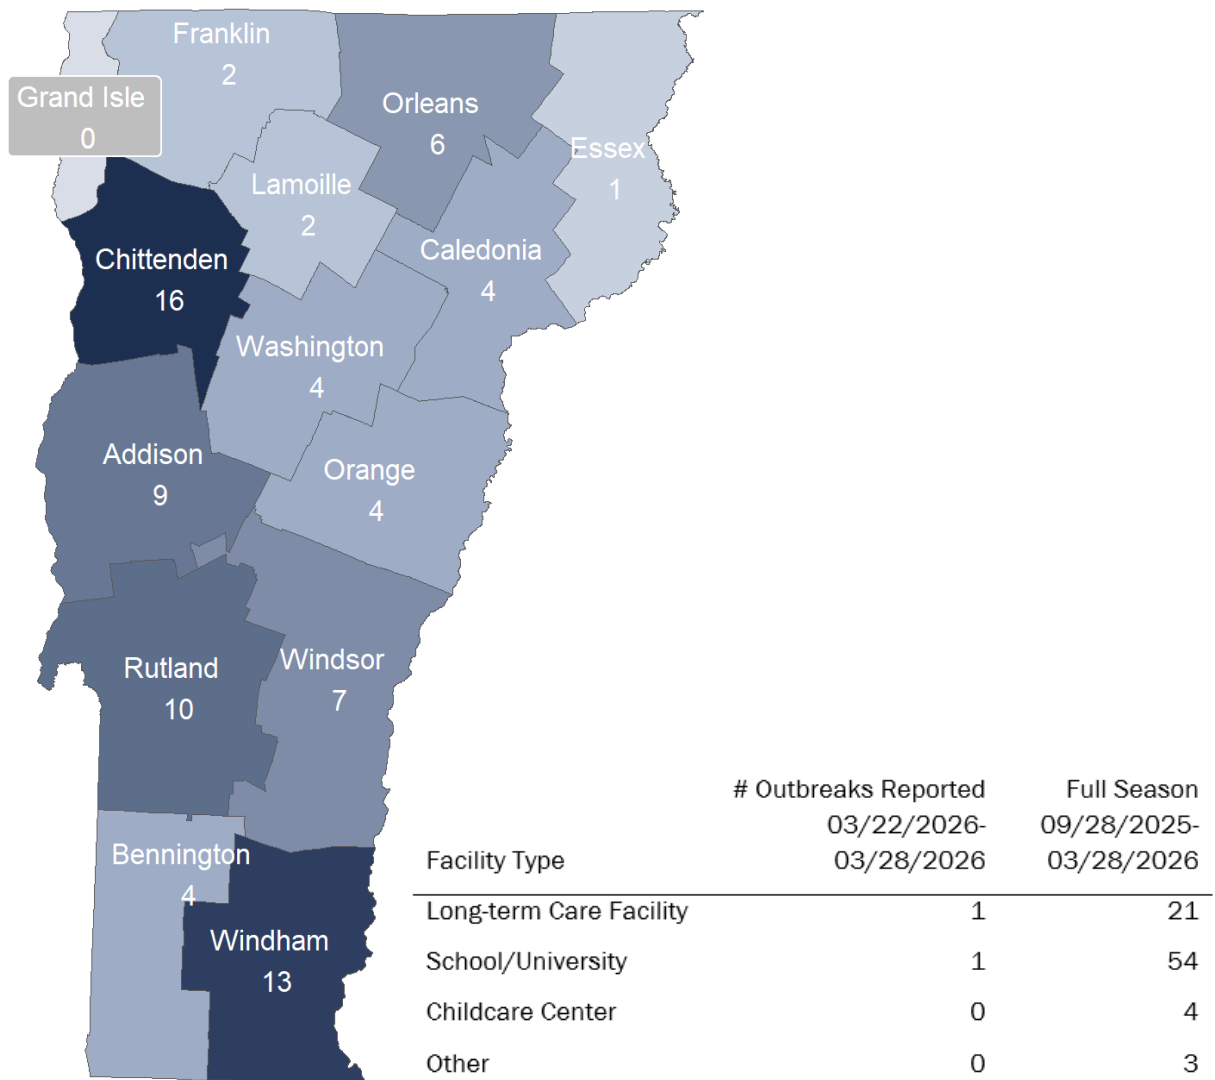 Franklin
2
Grand Isle
0
Orleans
6
Essex
1
Lamoille
2
Chittenden
16
Caledonia
4
Washington
4
Addison
9
Orange
4
Rutland
10
Windsor
7
Bennington
4
Windham
13
# Outbreaks Reported Full Season
03/22/2026- 09/28/2025-
Facility Type 03/28/2026 03/28/2026
Long-term Care Facility 1 21
School/University 1 54
Childcare Center 0 4
Other 0 3